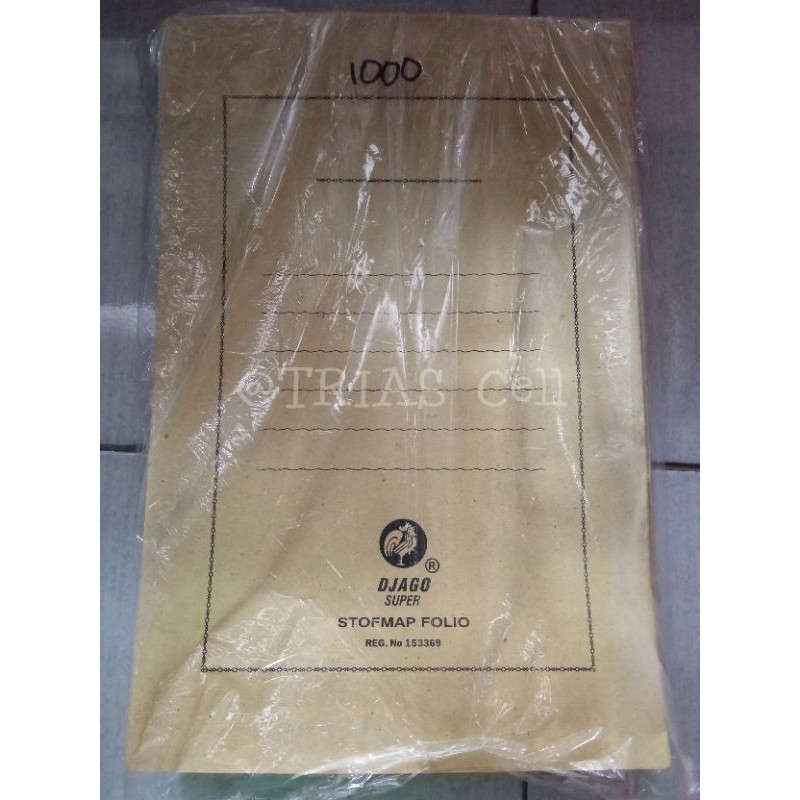 1000
@TRIAS Cell
®
DJAGO
SUPER
STOFMAP FOLIO
REG. No 153369